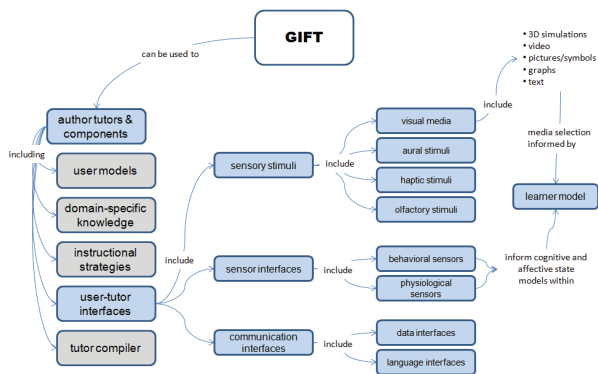 GIFT
can be used to
author tutors &
components
including
user models
domain-specific
knowledge
instructional
strategies
user-tutor
interfaces
tutor compiler
include
sensory stimuli
include
visual media
aural stimuli
haptic stimuli
olfactory stimuli
include
• 3D simulations
• video
• pictures/symbols
• graphs
• text
media selection
informed by
learner model
sensor interfaces
include
behavioral sensors
physiological
sensors
inform cognitive and
affective state
models within
communication
interfaces
include
data interfaces
language interfaces